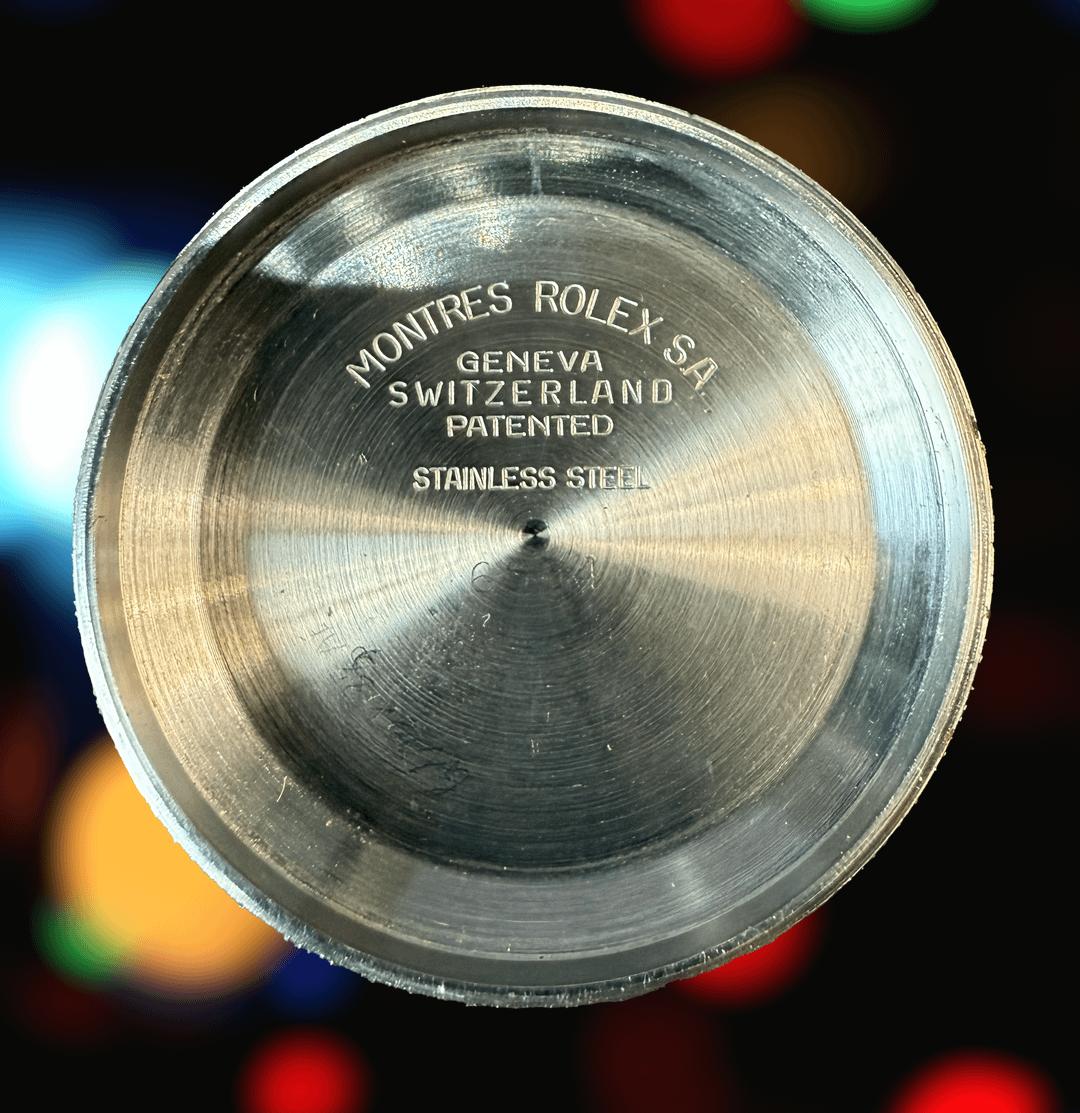 MONTRES ROLEX S.A.
GENEVA
SWITZERLAND
PATENTED
STAINLESS STEEL